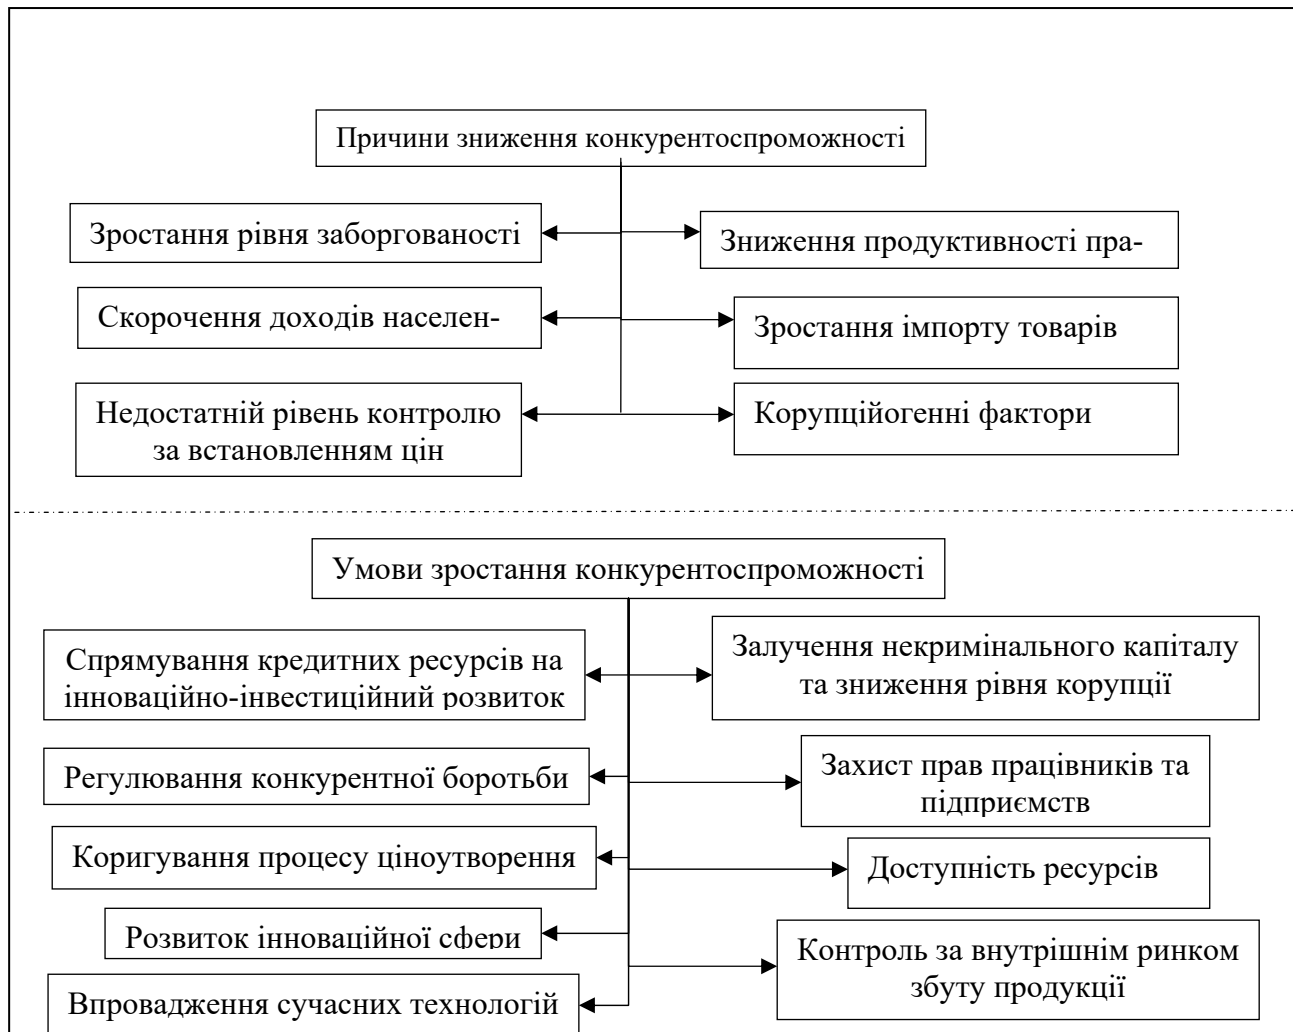 Причини зниження конкурентоспроможності
Зростання рівня заборгованості
Зниження продуктивності пра-
Скорочення доходів населен-
Зростання імпорту товарів
Недостатній рівень контролю
за встановленням цін
Корупційогенні фактори
Умови зростання конкурентоспроможності
Спрямування кредитних ресурсів на
інноваційно-інвестиційний розвиток
Залучення некримінального капіталу
та зниження рівня корупції
Регулювання конкурентної боротьби
Захист прав працівників та
підприємств
Коригування процесу ціноутворення
Доступність ресурсів
Розвиток інноваційної сфери
Контроль за внутрішнім ринком
збуту продукції
Впровадження сучасних технологій